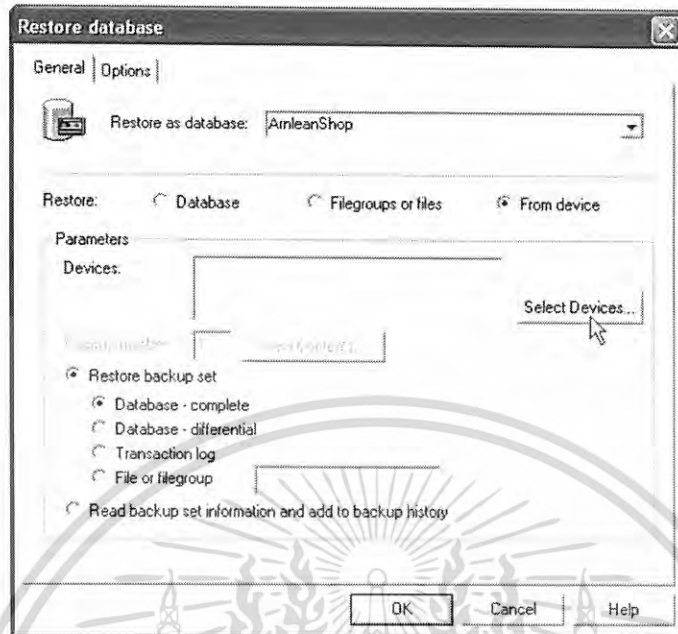 Restore database
General Options
Restore as database: AmleanShop
Restore: Database Filegroups or files From device
Parameters
Devices:
Select Devices...
Restore backup set
Database - complete
Database - differential
Transaction log
File or filegroup
Read backup set information and add to backup history
OK Cancel Help